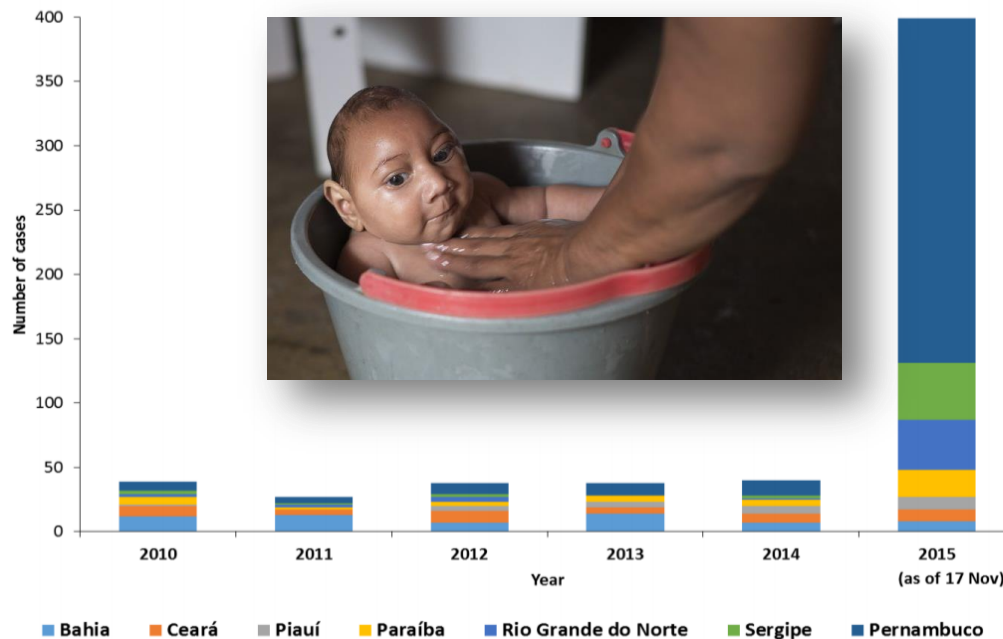 400
350
300
250
200
150
100
50
0
Number of cases
2010 2011 2012 2013 2014 2015
(as of 17 Nov)
Year
Bahia Ceará Piauí Paraíba Rio Grande do Norte Sergipe Pernambuco